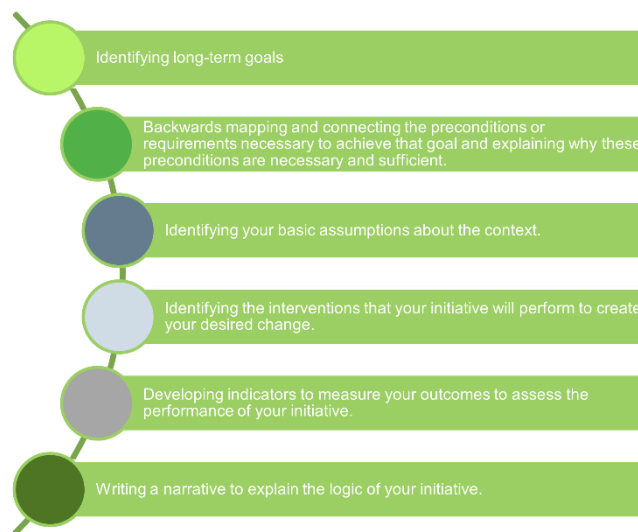 Identifying long-term goals
Backwards mapping and connecting the preconditions or
requirements necessary to achieve that goal and explaining why these
preconditions are necessary and sufficient.
Identifying your basic assumptions about the context.
Identifying the interventions that your initiative will perform to create
your desired change.
Developing indicators to measure your outcomes to assess the
performance of your initiative.
Writing a narrative to explain the logic of your initiative.